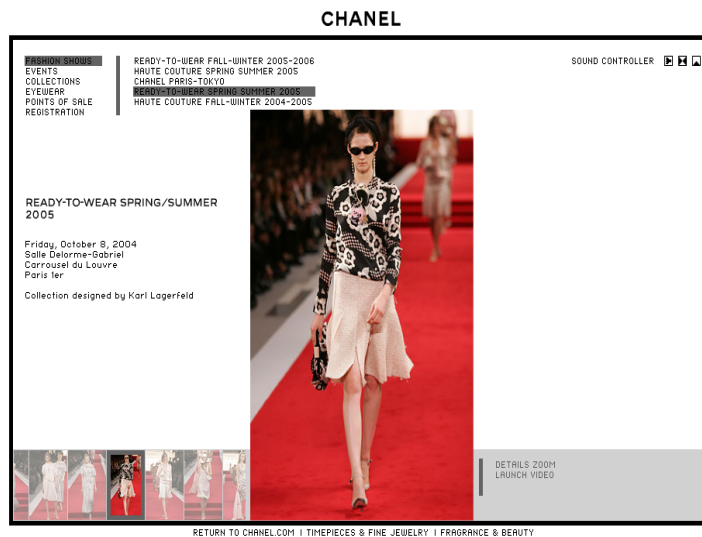 CHANEL
FASHION SHOWS
EVENTS
COLLECTIONS
EYEWEAR
POINTS OF SALE
REGISTRATION
READY-TO-WEAR FALL-WINTER 2005-2006
HAUTE COUTURE SPRING SUMMER 2005
CHANEL PARIS-TOKYO
READY-TO-WEAR SPRING SUMMER 2005
HAUTE COUTURE FALL-WINTER 2004-2005
SOUND CONTROLLER
READY-TO-WEAR SPRING/SUMMER
2005
Friday, October 8, 2004
Salle Delorme-Gabriel
Carrousel du Louvre
Paris 1er
Collection designed by Karl Lagerfeld
DETAILS ZOOM
LAUNCH VIDEO
RETURN TO CHANEL.COM | TIMEPIECES & FINE JEWELRY | FRAGRANCE & BEAUTY